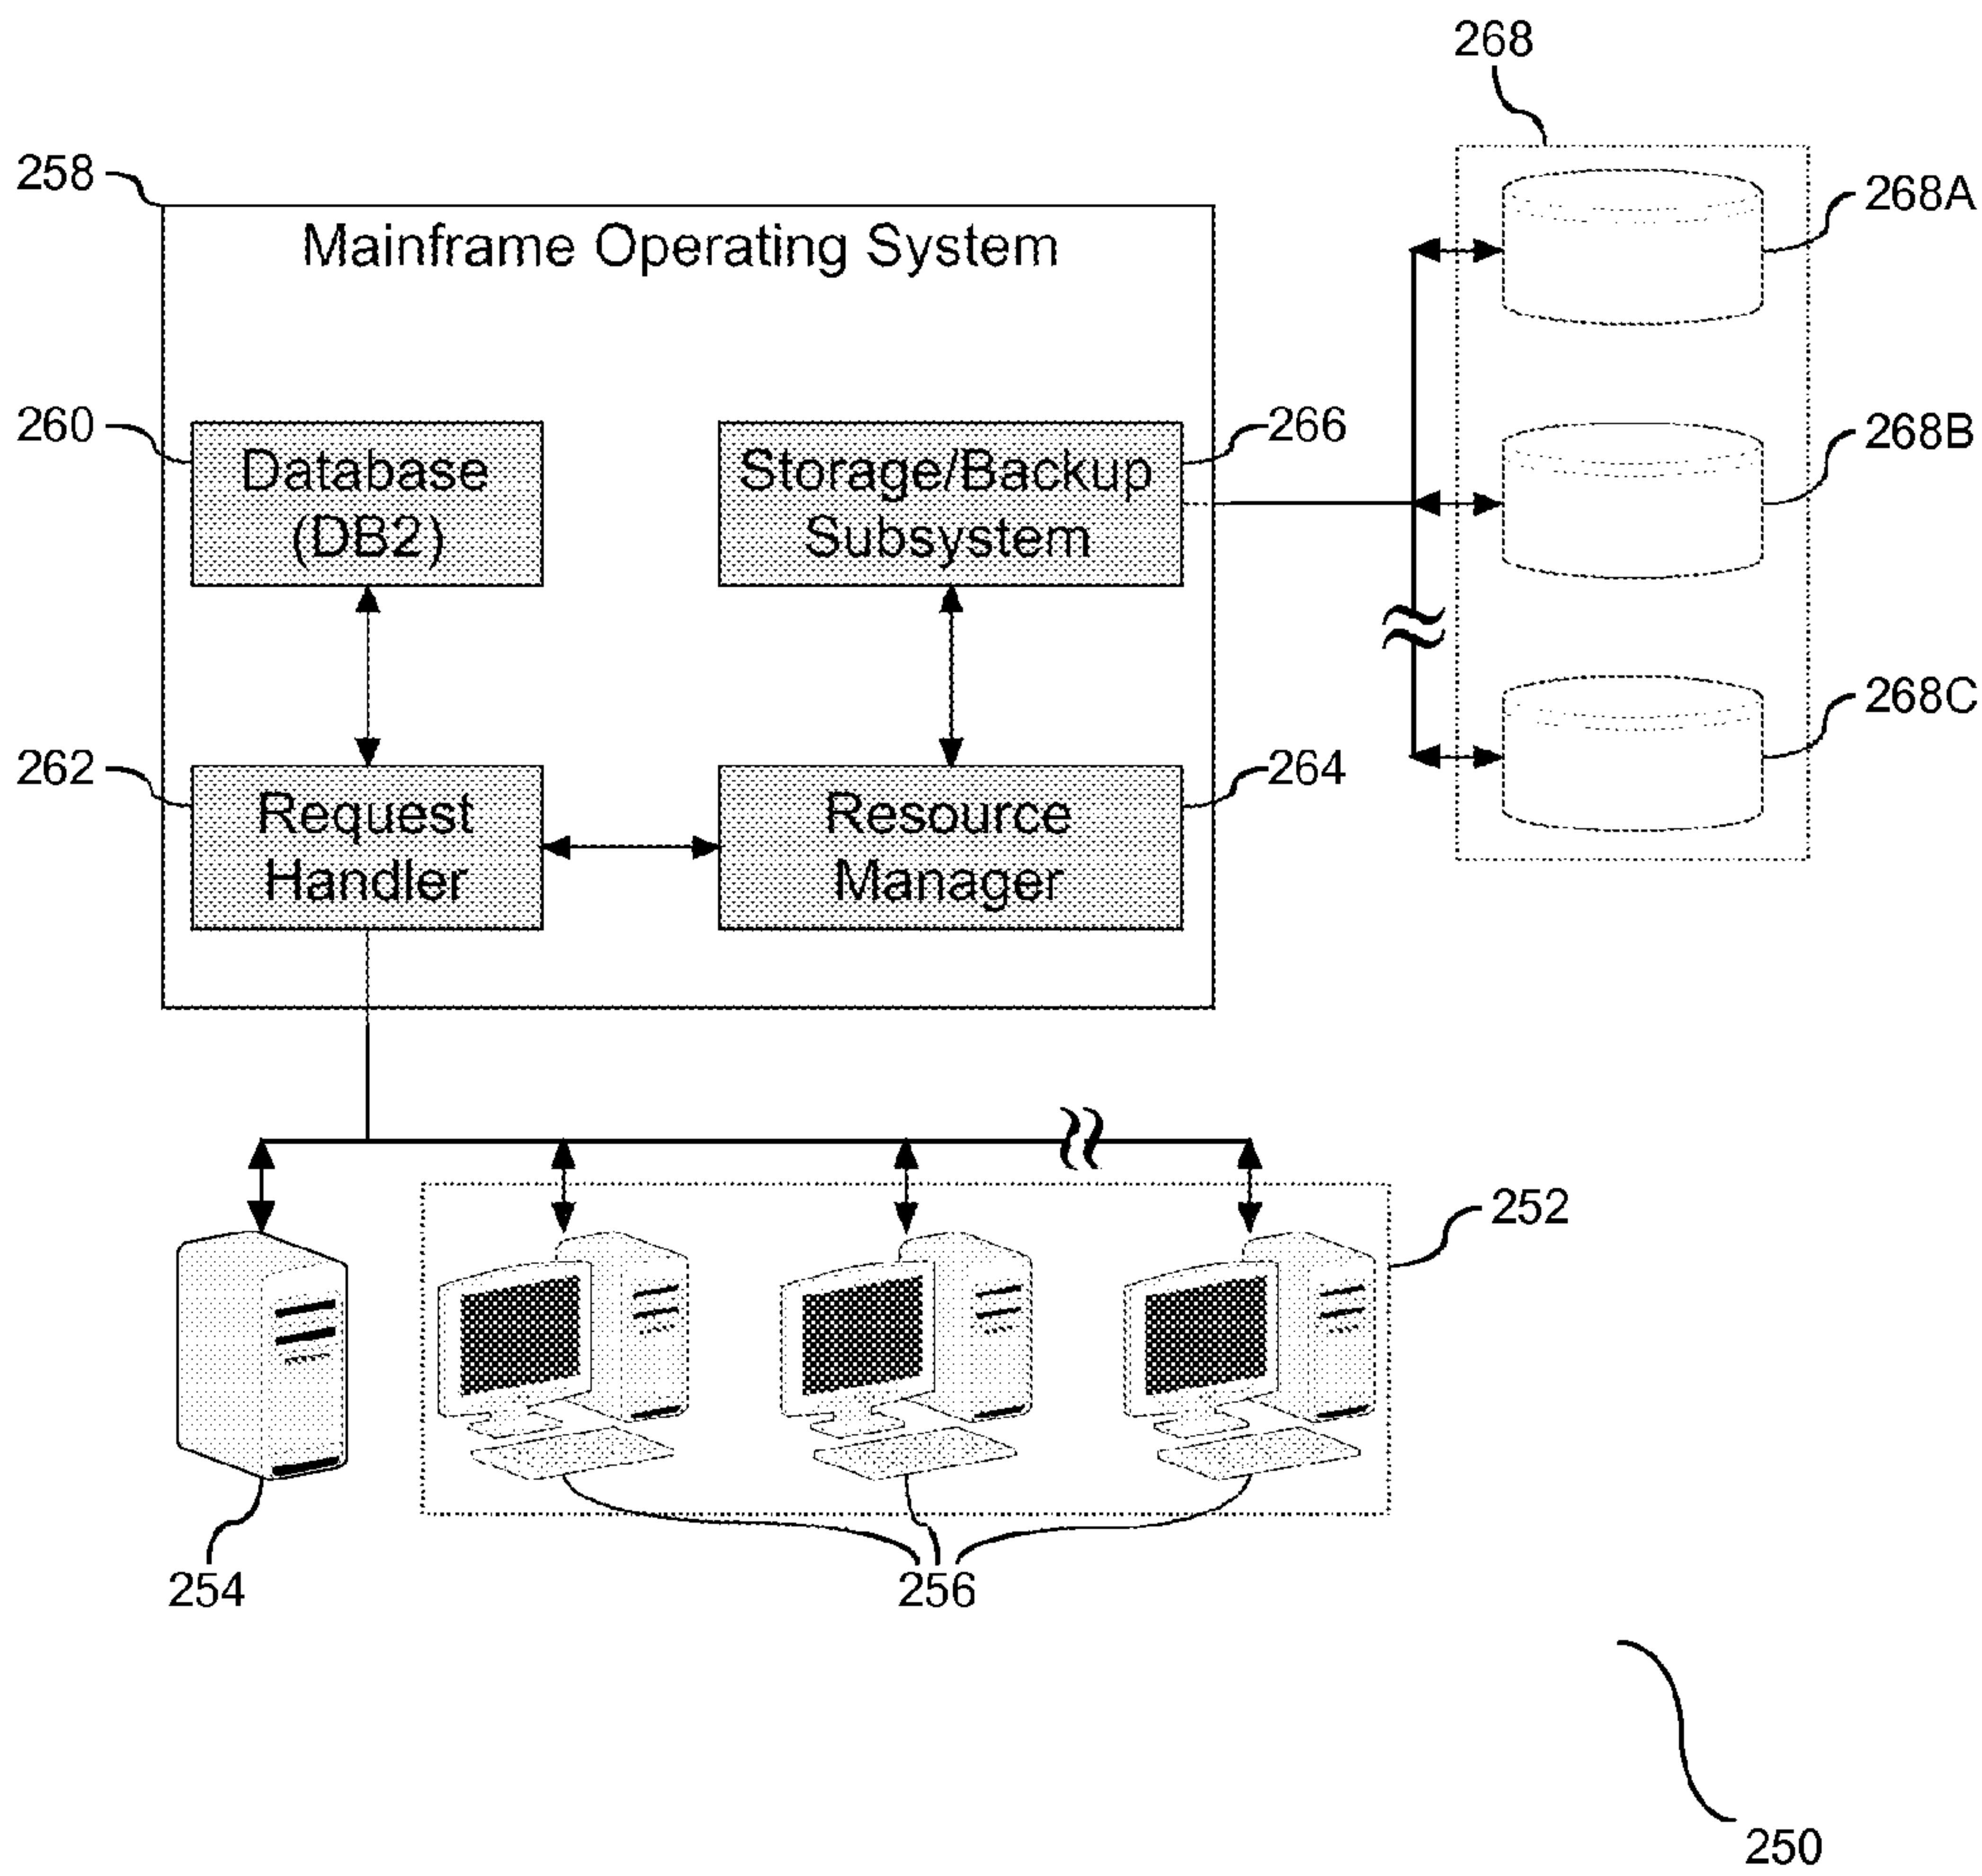 268
258
Mainframe Operating System
268A
260
Database
(DB2)
Storage/Backup
Subsystem
266
268B
262
Request
Handler
Resource
Manager
264
268C
252
254
256
250